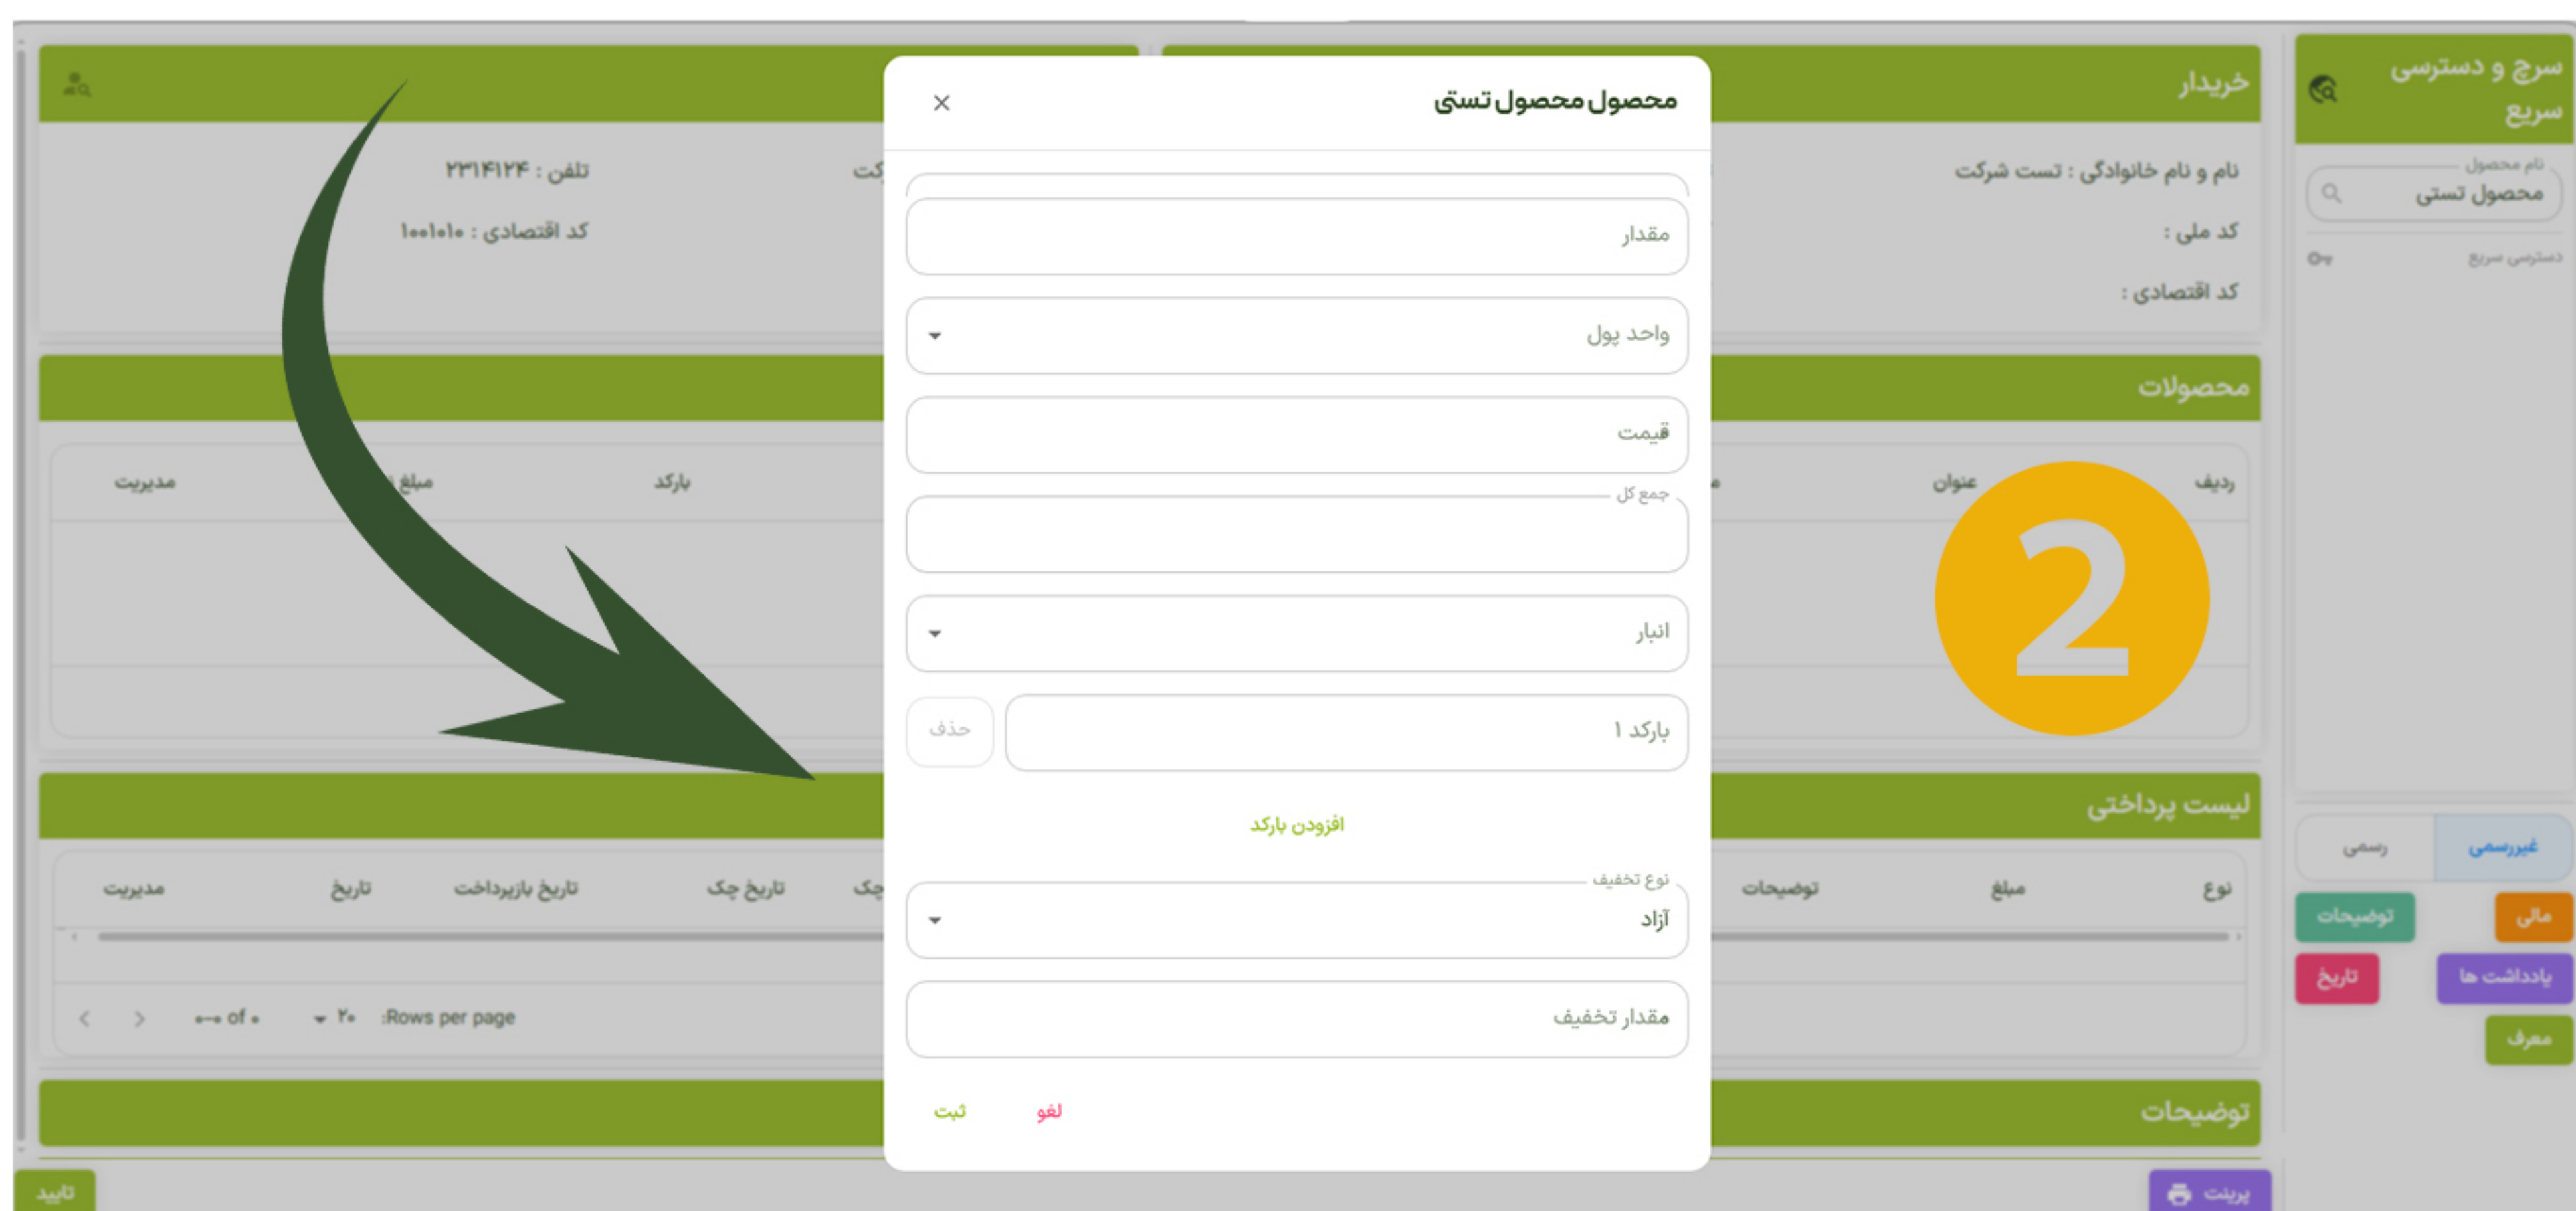 سرچ و دسترسی
سریع
نام محصول
محصول تستی
دسترسی سریع
غیررسمی
رسمی
مالی
توضیحات
یادداشت ها
تاریخ
معرف
خریدار
نام و نام خانوادگی : تست شرکت
کد ملی :
کد اقتصادی :
تلفن : ۲۳۱۴۱۲۴
کد اقتصادی : ۱۰۰۱۰۱۰
محصولات
ردیف
عنوان
بارکد
مبلغ
مدیریت
2
لیست پرداختی
نوع
مبلغ
توضیحات
چک
تاریخ چک
تاریخ بازپرداخت
تاریخ
مدیریت
Rows per page:
۲۰
۰–۰ of ۰
توضیحات
پرینت
تایید
محصول محصول تستی
مقدار
واحد پول
قیمت
جمع کل
انبار
بارکد ۱
حذف
افزودن بارکد
نوع تخفیف
آزاد
مقدار تخفیف
لغو
ثبت